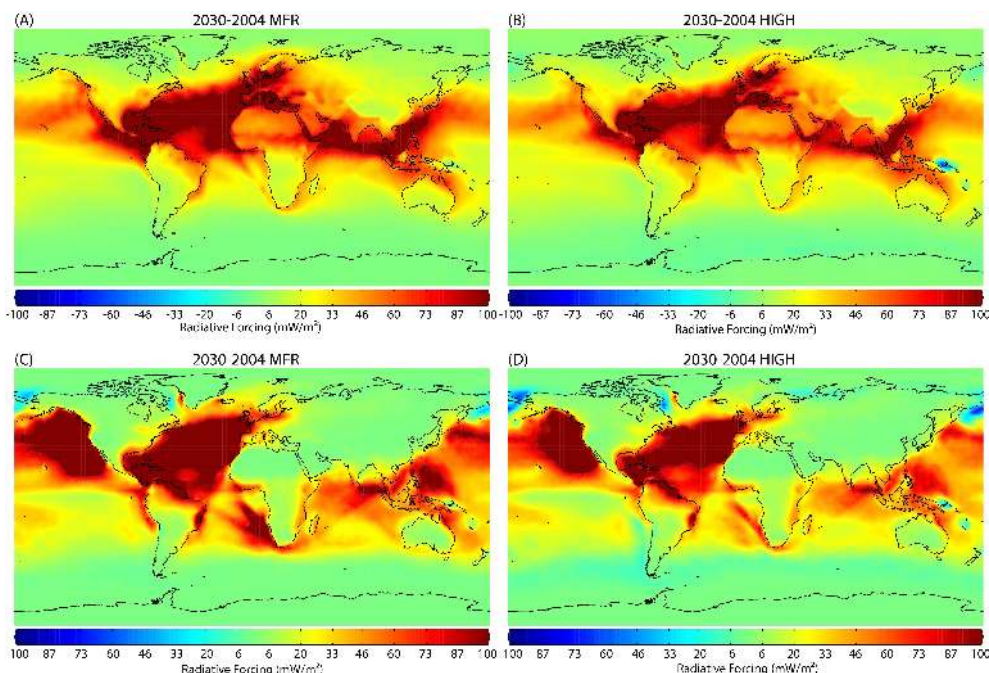 (A) 2030-2004 MFR
(B) 2030-2004 HIGH
-100 -87 -73 -60 -46 -33 -20 -6 6 20 33 46 60 73 87 100
Radiative Forcing (mW/m²)
-100 -87 -73 -60 -46 -33 -20 -6 6 20 33 46 60 73 87 100
Radiative Forcing (mW/m²)
(C) 2030-2004 MFR
(D) 2030-2004 HIGH
100 87 73 60 46 33 20 6 6 20 33 46 60 73 87 100
Radiative Forcing (mW/m²)
100 87 73 60 46 33 20 6 6 20 33 46 60 73 87 100
Radiative Forcing (mW/m²)